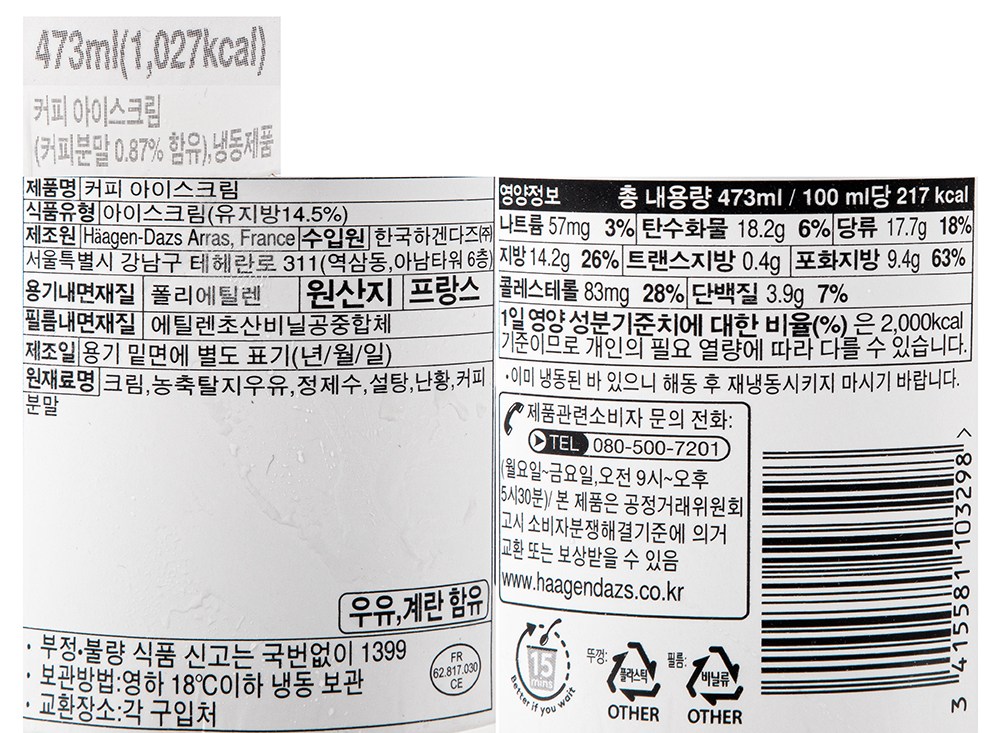 473ml(1,027kcal)
커피 아이스크림
(커피분말 0.87% 함유),냉동제품
제품명 커피 아이스크림
식품유형 아이스크림(유지방14.5%)
제조원 Häagen-Dazs Arras, France 수입원 한국하겐다즈㈜
서울특별시 강남구 테헤란로 311(역삼동,아남타워 6층)
용기내면재질 폴리에틸렌 원산지 프랑스
필름내면재질 에틸렌초산비닐공중합체
제조일 용기 밑면에 별도 표기(년/월/일)
원재료명 크림,농축탈지우유,정제수,설탕,난황,커피
분말
우유,계란 함유
· 부정·불량 식품 신고는 국번없이 1399
· 보관방법:영하 18℃이하 냉동 보관
· 교환장소:각 구입처
FR
62.817.030
CE
영양정보 총 내용량 473ml / 100 ml당 217 kcal
나트륨 57mg 3% 탄수화물 18.2g 6% 당류 17.7g 18%
지방 14.2g 26% 트랜스지방 0.4g 포화지방 9.4g 63%
콜레스테롤 83mg 28% 단백질 3.9g 7%
1일 영양성분기준치에 대한 비율(%) 은 2,000kcal
기준이므로 개인의 필요 열량에 따라 다를 수 있습니다.
·이미 냉동된 바 있으니 해동 후 재냉동시키지 마시기 바랍니다.
제품관련소비자 문의 전화:
TEL 080-500-7201
(월요일~금요일,오전 9시~오후
5시30분)/ 본 제품은 공정거래위원회
고시 소비자분쟁해결기준에 의거
교환 또는 보상받을 수 있음
www.haagendazs.co.kr
15
mins
Better if you wait
뚜껑: 플라스틱 OTHER
필름: 비닐류 OTHER
3 415581 103298 >